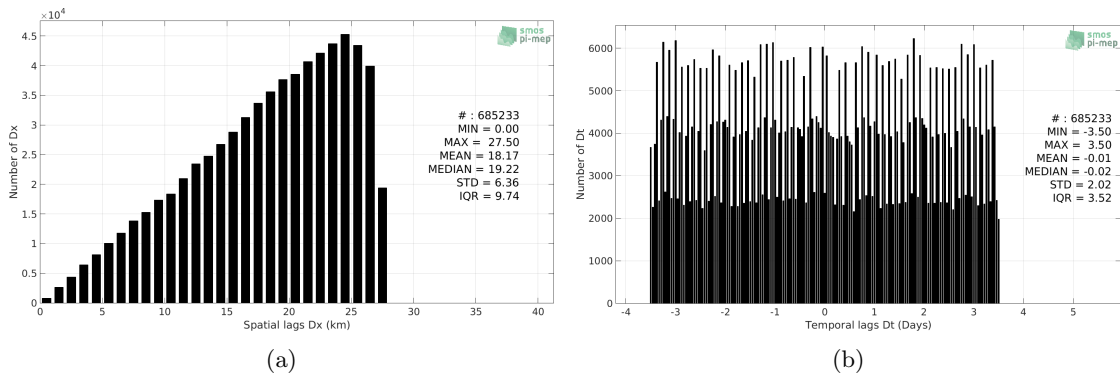 ×10⁴
4.5
4
3.5
3
2.5
2
1.5
1
0.5
0
Number of Dx
0 5 10 15 20 25 30 35 40
Spatial lags Dx (km)
smos
pi-mep
# : 685233
MIN = 0.00
MAX = 27.50
MEAN = 18.17
MEDIAN = 19.22
STD = 6.36
IQR = 9.74
(a)
6000
5000
4000
3000
2000
1000
0
Number of Dt
-4 -3 -2 -1 0 1 2 3 4 5
Temporal lags Dt (Days)
smos
pi-mep
# : 685233
MIN = -3.50
MAX = 3.50
MEAN = -0.01
MEDIAN = -0.02
STD = 2.02
IQR = 3.52
(b)